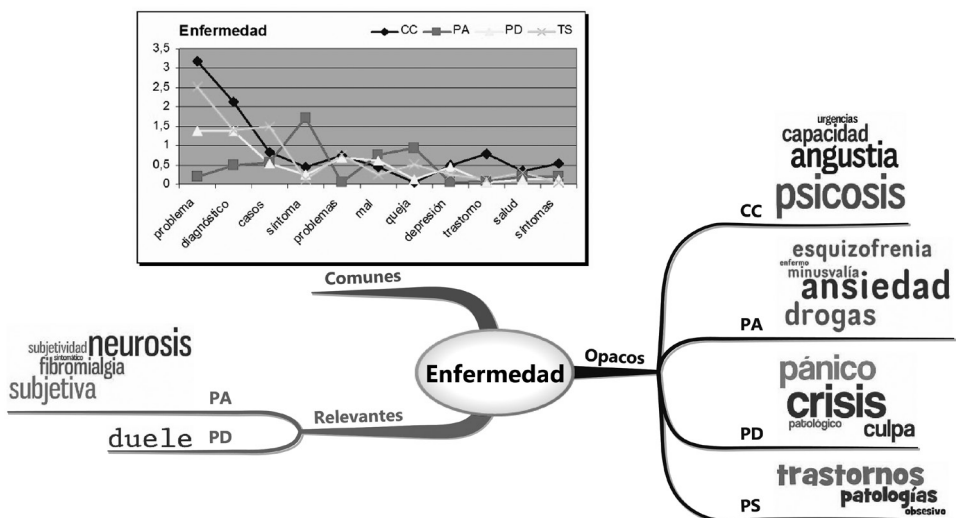 Enfermedad
CC PA PD TS
3,5
3
2,5
2
1,5
1
0,5
0
problema
diagnóstico
casos
síntoma
problemas
mal
queja
depresión
trastorno
salud
síntomas
Comunes
Enfermedad
Opacos
Relevantes
subjetividad neurosis
sintomático
fibromialgia
subjetiva
PA
duele PD
urgencias
capacidad
angustia
psicosis
CC
esquizofrenia
enfermo
minusvalía
ansiedad
drogas
PA
pánico
crisis
patológico culpa
PD
trastornos
patologías
obsesivo
PS